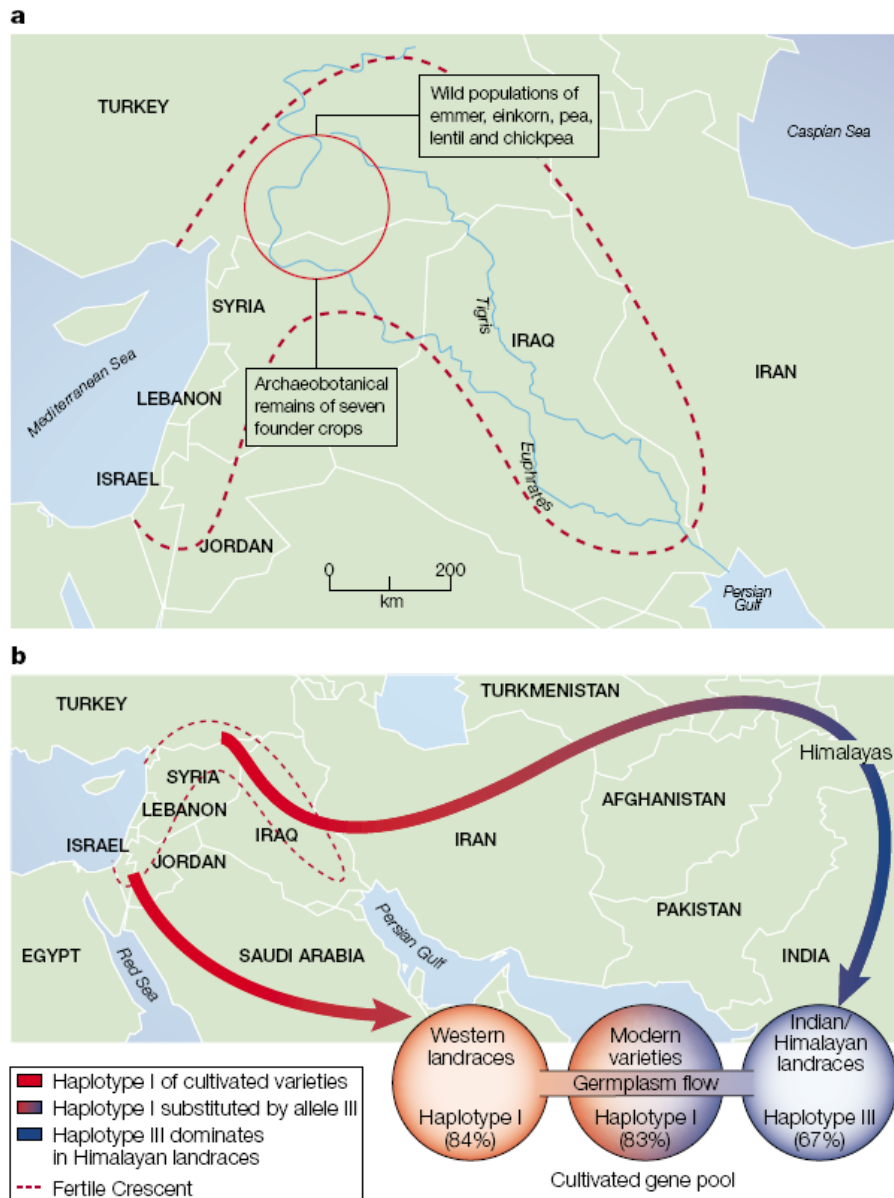 a
TURKEY
Wild populations of
emmer, einkorn, pea,
lentil and chickpea
Caspian Sea
SYRIA
Tigris
IRAQ
IRAN
Mediterranean Sea
LEBANON
Archaeobotanical
remains of seven
founder crops
Euphrates
ISRAEL
JORDAN
0 200
km
Persian
Gulf
b
TURKEY
TURKMENISTAN
Himalayas
SYRIA
LEBANON
AFGHANISTAN
ISRAEL
IRAQ
IRAN
JORDAN
PAKISTAN
EGYPT
Red Sea
SAUDI ARABIA
Persian Gulf
INDIA
Western
landraces
Haplotype I
(84%)
Modern
varieties
Germplasm flow
Haplotype I
(83%)
Indian/
Himalayan
landraces
Haplotype III
(67%)
Cultivated gene pool
Haplotype I of cultivated varieties
Haplotype I substituted by allele III
Haplotype III dominates
in Himalayan landraces
Fertile Crescent